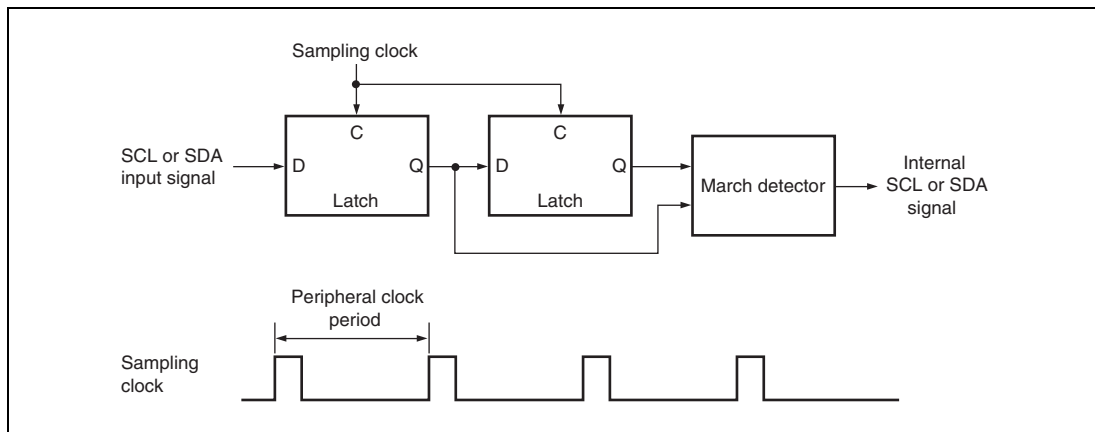 Sampling clock
C
C
SCL or SDA
input signal
D
Q
D
Q
Latch
Latch
March detector
Internal
SCL or SDA
signal
Peripheral clock
period
Sampling
clock